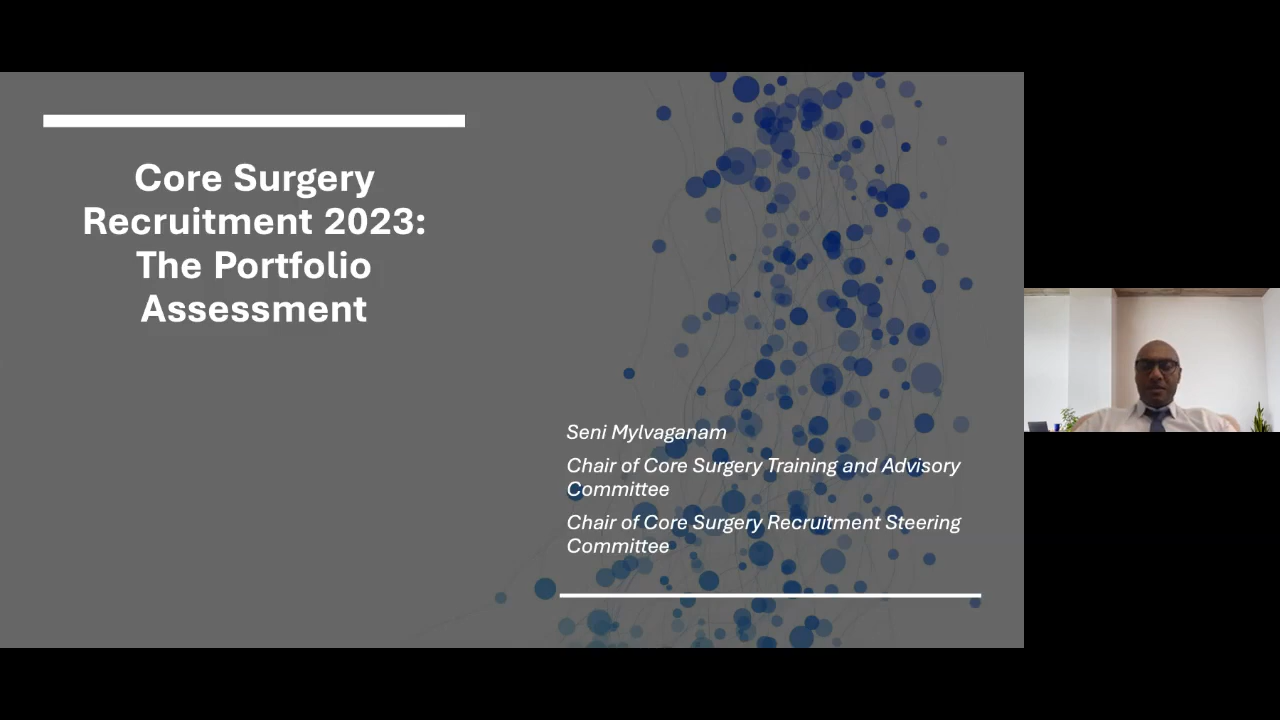 Core Surgery
Recruitment 2023:
The Portfolio
Assessment
Seni Mylvaganam
Chair of Core Surgery Training and Advisory
Committee
Chair of Core Surgery Recruitment Steering
Committee